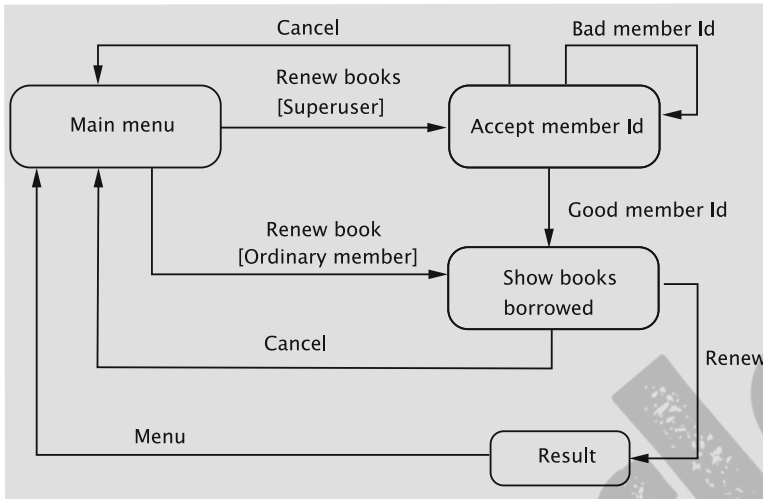 Cancel
Bad member Id
Renew books
[Superuser]
Main menu
Accept member Id
Good member Id
Renew book
[Ordinary member]
Show books
borrowed
Cancel
Renew
Menu
Result